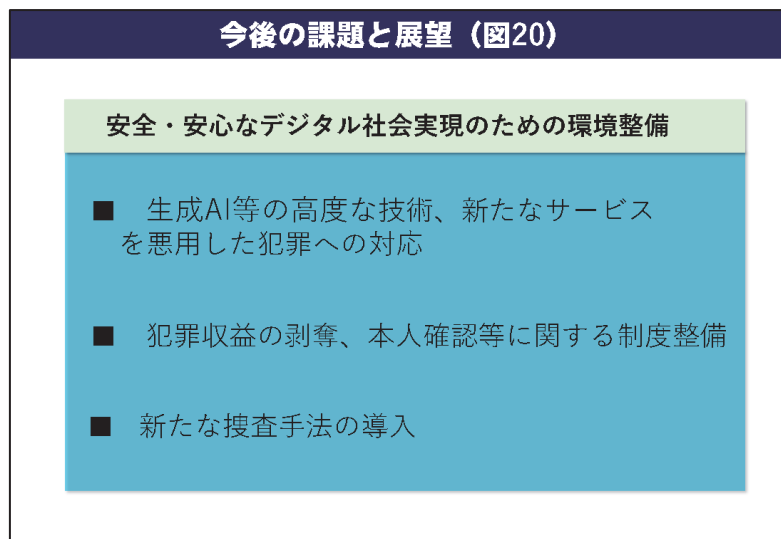 今後の課題と展望（図20）
安全・安心なデジタル社会実現のための環境整備
■　生成AI等の高度な技術、新たなサービス
を悪用した犯罪への対応
■　犯罪収益の剥奪、本人確認等に関する制度整備
■　新たな捜査手法の導入